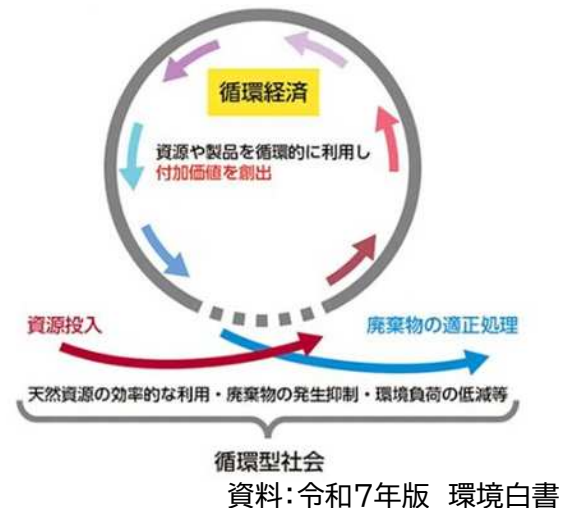 循環経済
資源や製品を循環的に利用し
付加価値を創出
資源投入
廃棄物の適正処理
天然資源の効率的な利用・廃棄物の発生抑制・環境負荷の低減等
循環型社会
資料:令和7年版 環境白書